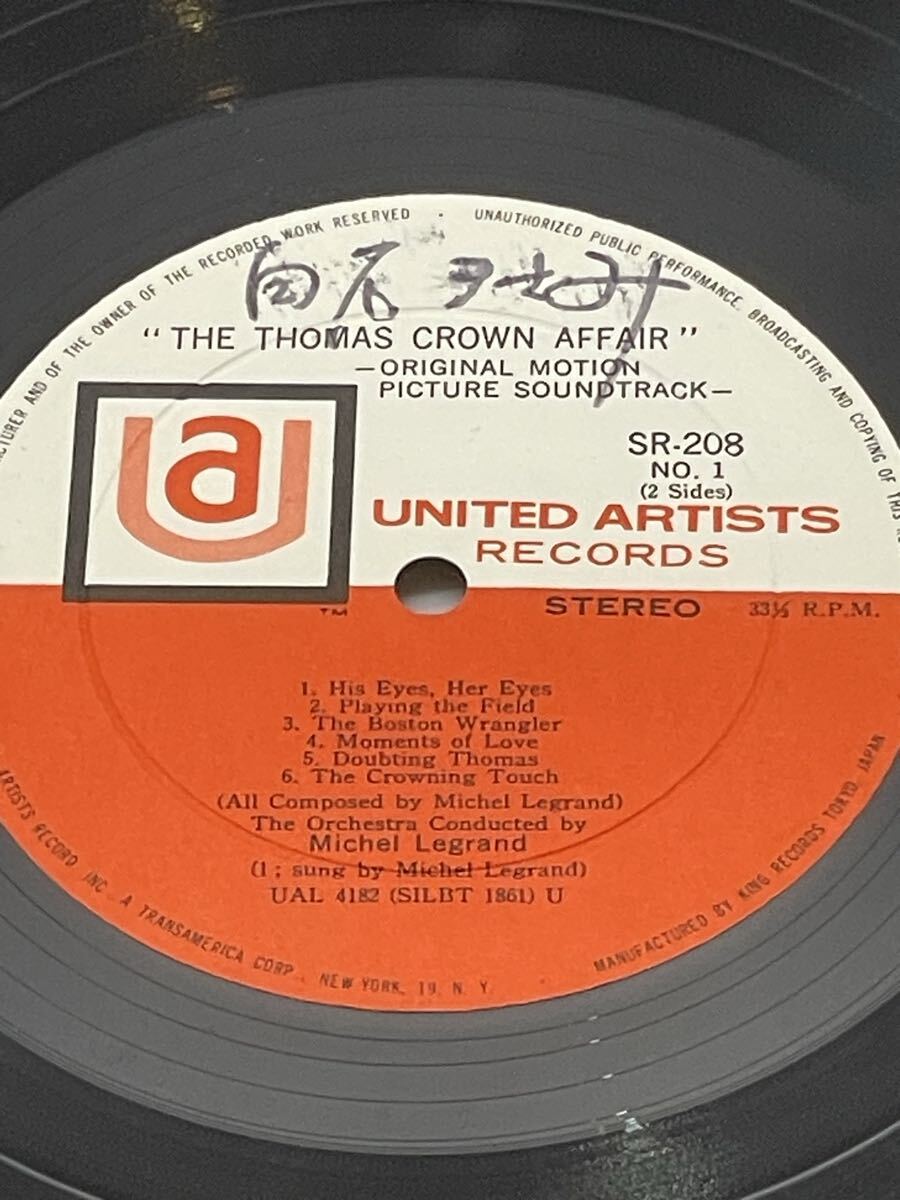 UFACTURER AND OF THE OWNER OF THE RECORDED WORK RESERVED · UNAUTHORIZED PUBLIC PERFORMANCE, BROADCASTING AND COPYING OF THIS RE
白石
"THE THOMAS CROWN AFFAIR"
—ORIGINAL MOTION
PICTURE SOUNDTRACK—
ua
SR-208
NO. 1
(2 Sides)
UNITED ARTISTS
RECORDS
TM
STEREO 33⅓ R.P.M.
1. His Eyes, Her Eyes
2. Playing the Field
3. The Boston Wrangler
4. Moments of Love
5. Doubting Thomas
6. The Crowning Touch
(All Composed by Michel Legrand)
The Orchestra Conducted by
Michel Legrand
(1 ; sung by Michel Legrand)
UAL 4182 (SILBT 1861) U
ARTISTS RECORD INC. A TRANSAMERICA CORP., NEW YORK, 19, N. Y.
MANUFACTURED BY KING RECORDS TOKYO JAPAN